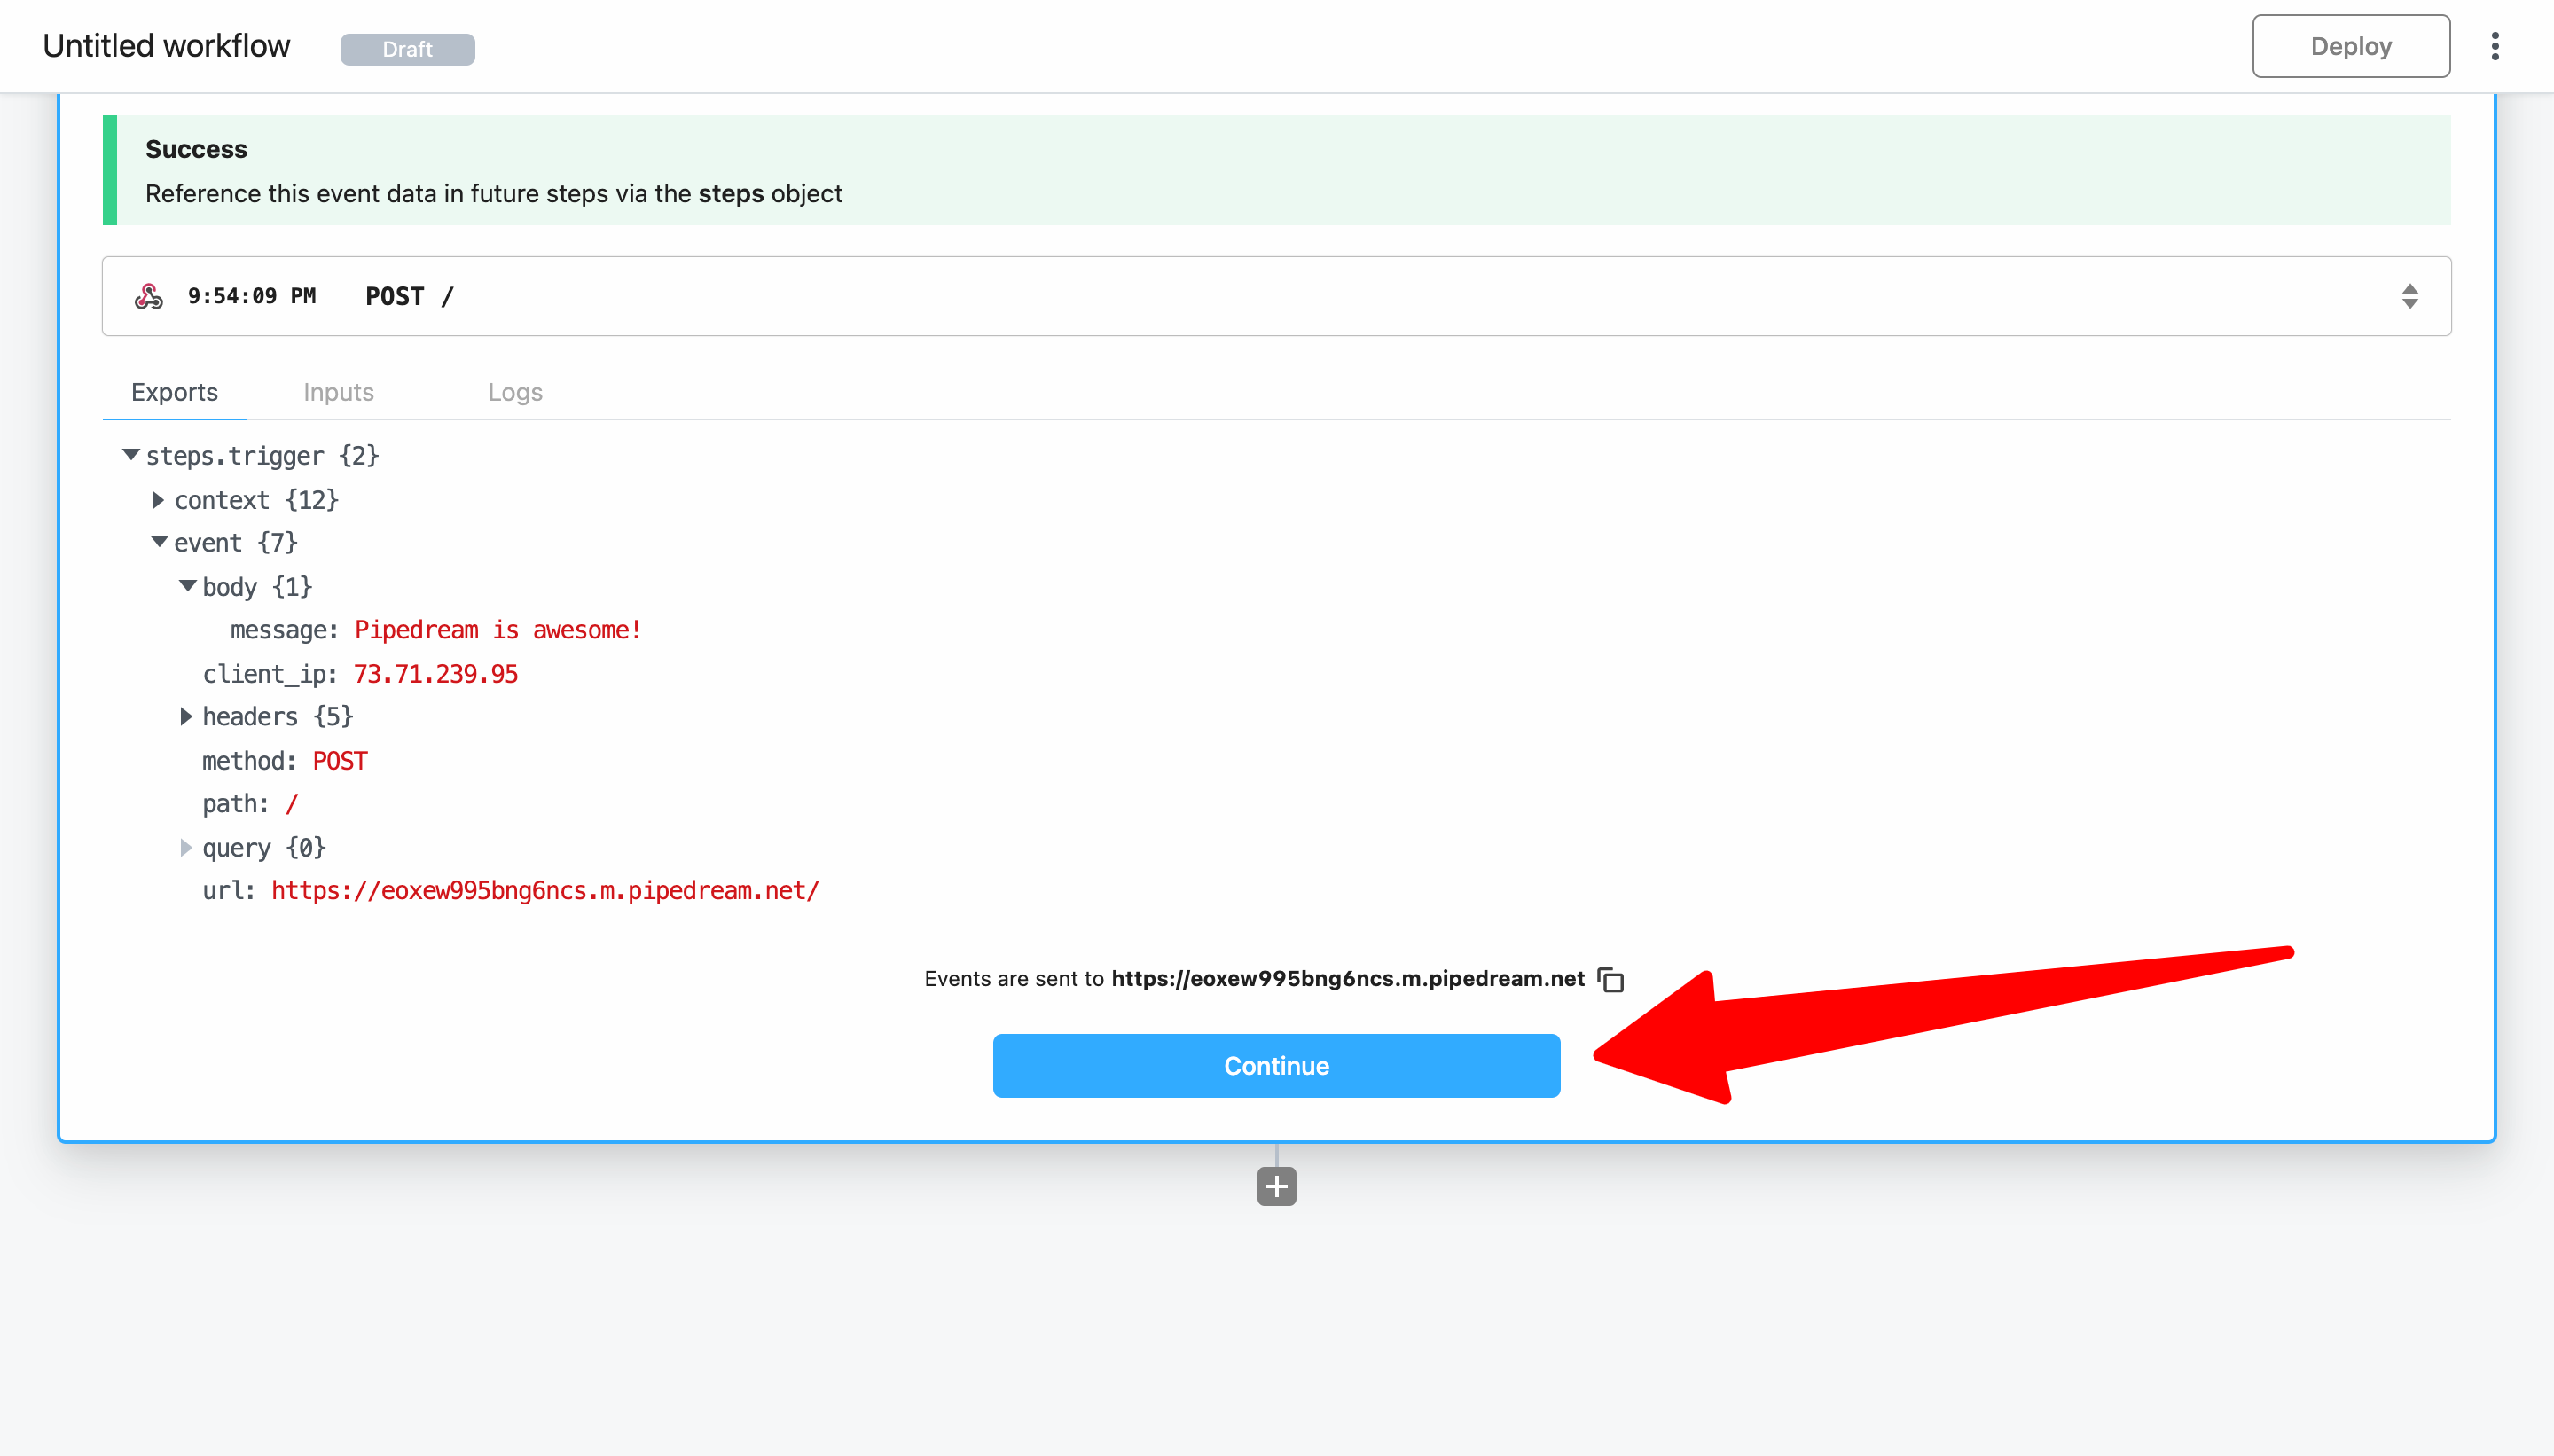 Untitled workflow Draft Deploy
Success
Reference this event data in future steps via the steps object
9:54:09 PM POST /
Exports Inputs Logs
steps.trigger {2}
context {12}
event {7}
body {1}
message: Pipedream is awesome!
client_ip: 73.71.239.95
headers {5}
method: POST
path: /
query {0}
url: https://eoxew995bng6ncs.m.pipedream.net/
Events are sent to https://eoxew995bng6ncs.m.pipedream.net
Continue